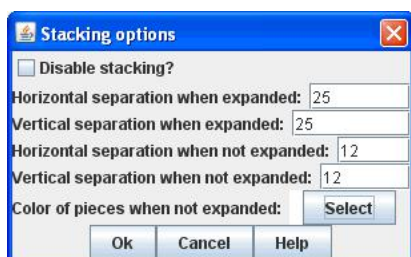 Stacking options
Disable stacking?
Horizontal separation when expanded: 25
Vertical separation when expanded: 25
Horizontal separation when not expanded: 12
Vertical separation when not expanded: 12
Color of pieces when not expanded: Select
Ok Cancel Help